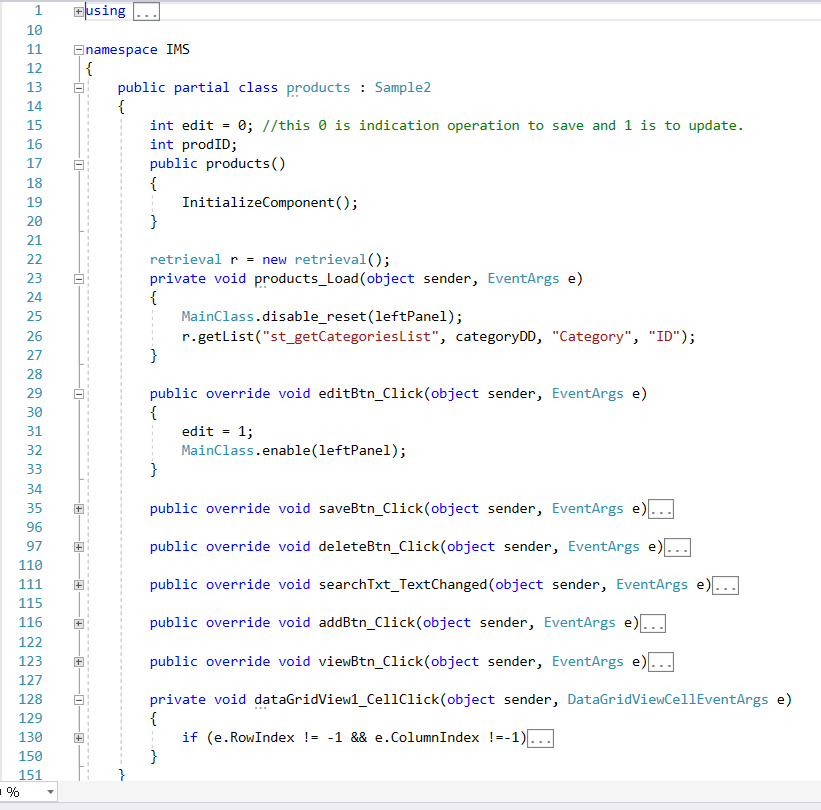 1 using ...
10
11 namespace IMS
12 {
13 public partial class products : Sample2
14 {
15 int edit = 0; //this 0 is indication operation to save and 1 is to update.
16 int prodID;
17 public products()
18 {
19 InitializeComponent();
20 }
21
22 retrieval r = new retrieval();
23 private void products_Load(object sender, EventArgs e)
24 {
25 MainClass.disable_reset(leftPanel);
26 r.getList("st_getCategoriesList", categoryDD, "Category", "ID");
27 }
28
29 public override void editBtn_Click(object sender, EventArgs e)
30 {
31 edit = 1;
32 MainClass.enable(leftPanel);
33 }
34
35 public override void saveBtn_Click(object sender, EventArgs e)...
96
97 public override void deleteBtn_Click(object sender, EventArgs e)...
110
111 public override void searchTxt_TextChanged(object sender, EventArgs e)...
115
116 public override void addBtn_Click(object sender, EventArgs e)...
122
123 public override void viewBtn_Click(object sender, EventArgs e)...
127
128 private void dataGridView1_CellClick(object sender, DataGridViewCellEventArgs e)
129 {
130 if (e.RowIndex != -1 && e.ColumnIndex !=-1)...
150 }
151 }
%